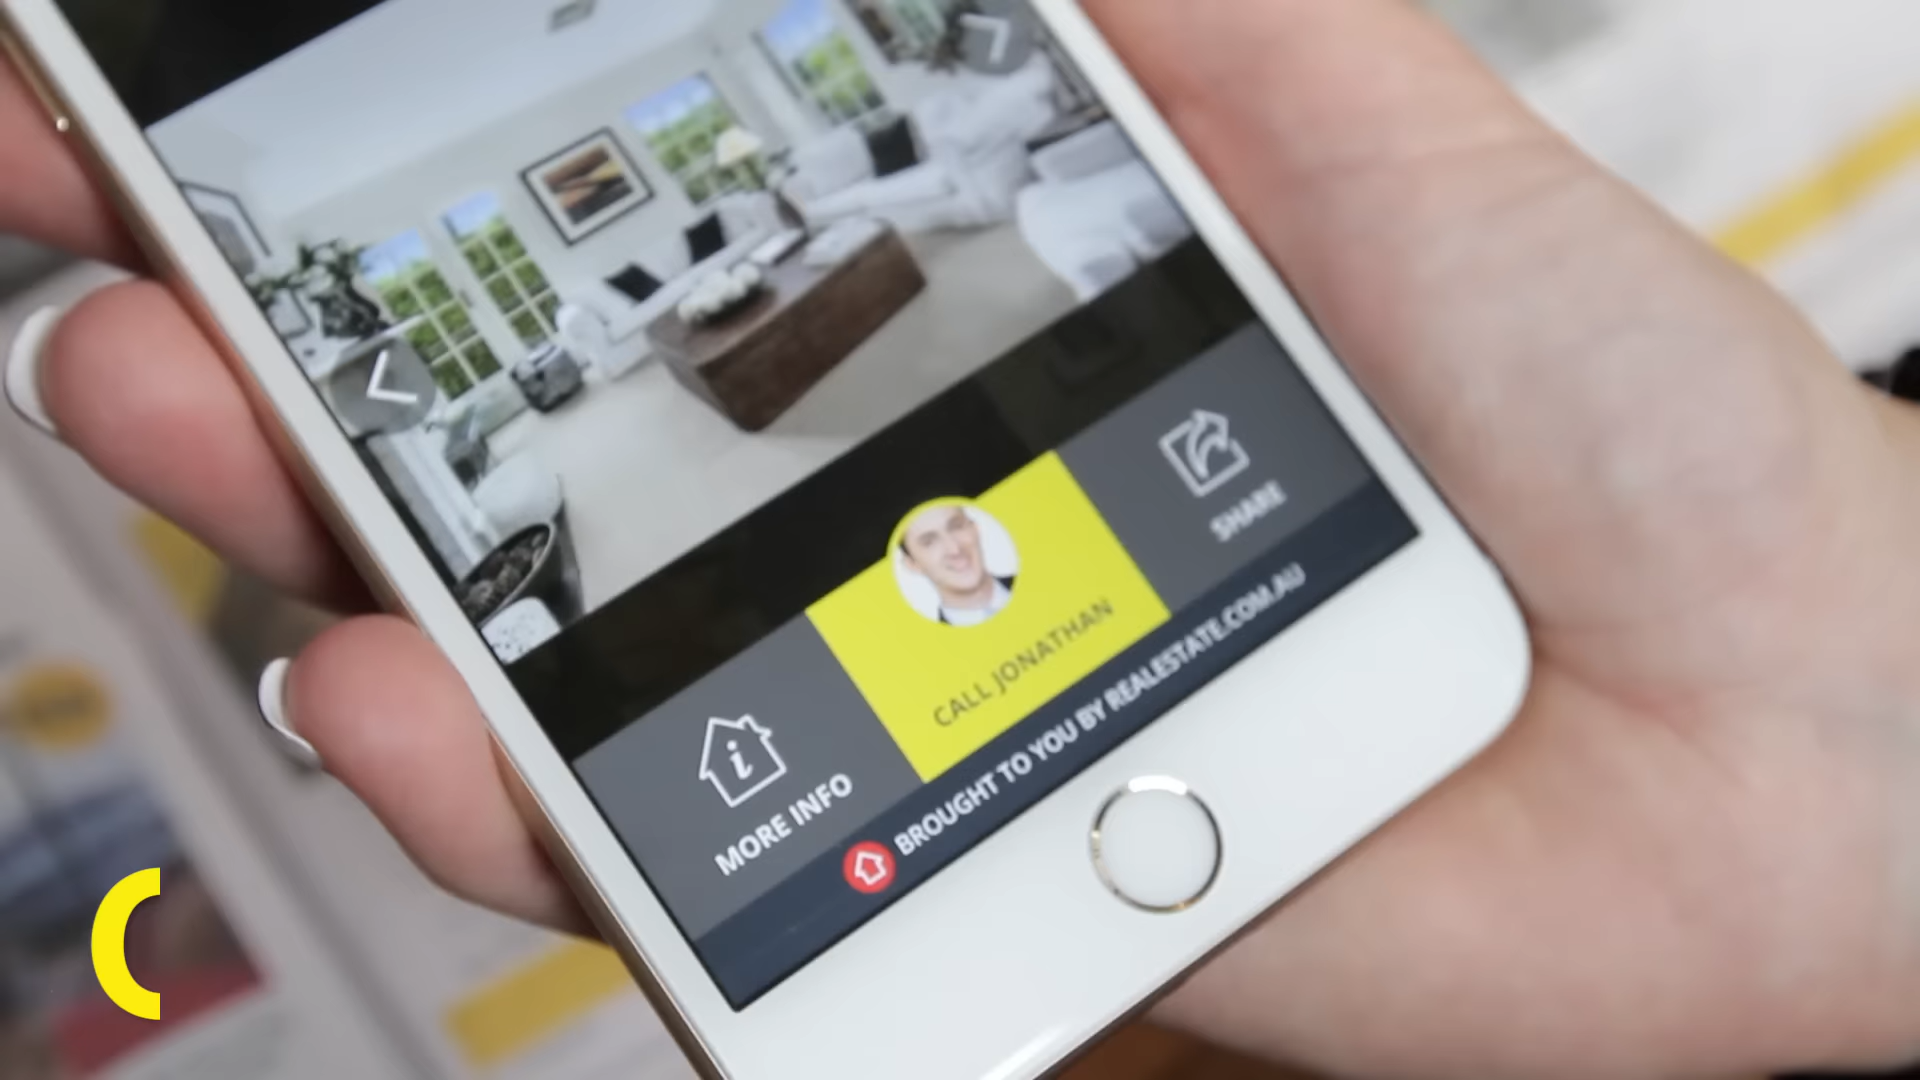 SHARE
CALL JONATHAN
MORE INFO
BROUGHT TO YOU BY REALESTATE.COM.AU